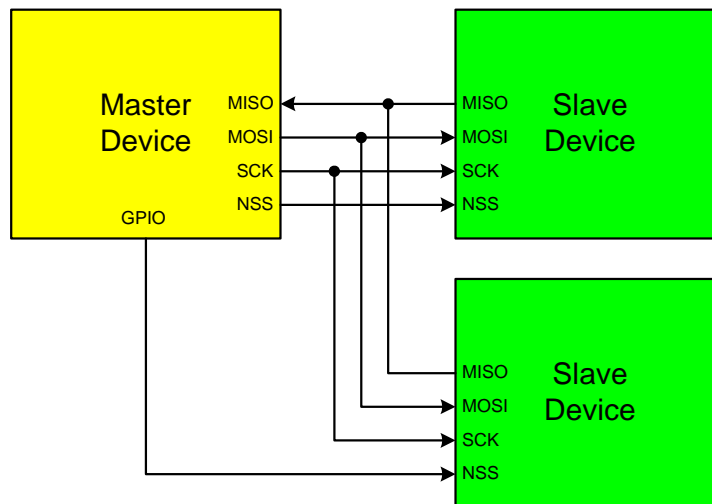 Master
Device
MISO
MOSI
SCK
NSS
GPIO
MISO
MOSI
SCK
NSS
Slave
Device
MISO
MOSI
SCK
NSS
Slave
Device